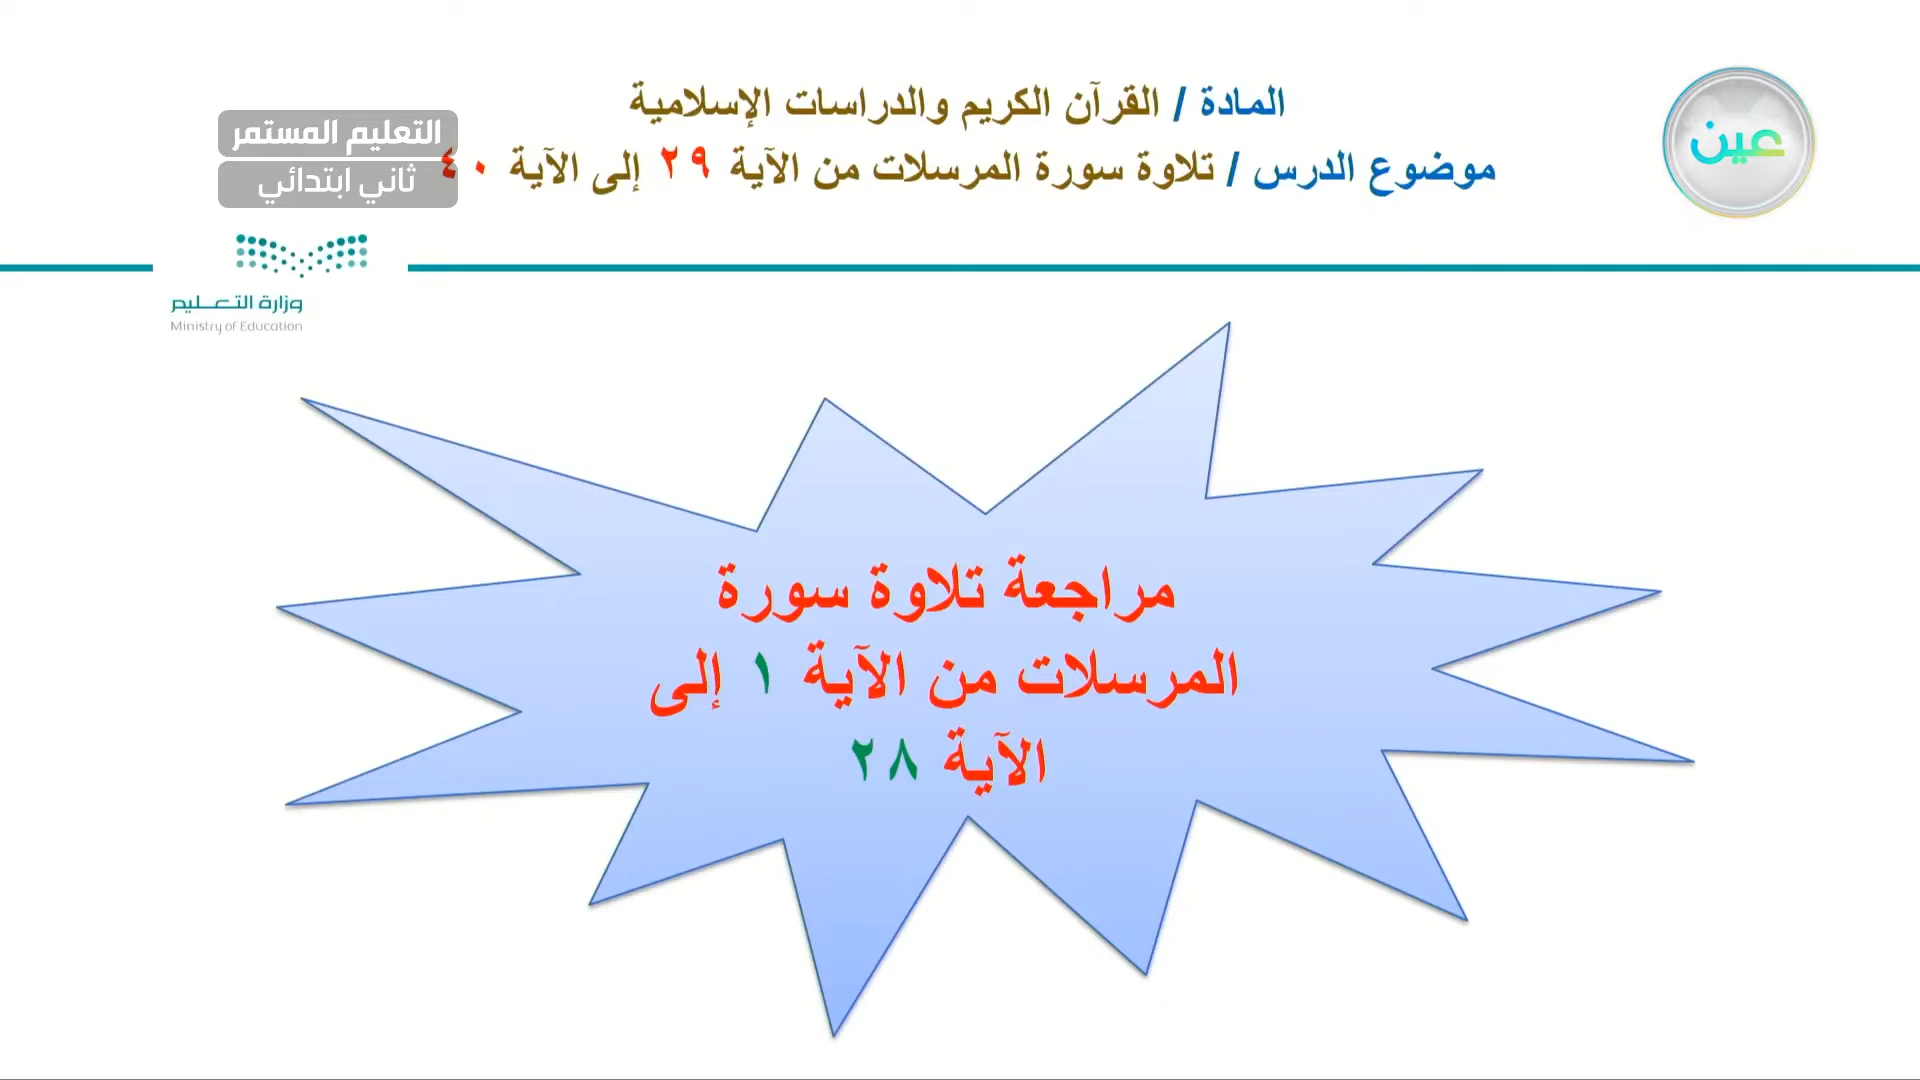 المادة / القرآن الكريم والدراسات الإسلامية
موضوع الدرس / تلاوة سورة المرسلات من الآية ٢٩ إلى الآية ٤٠
عين
التعليم المستمر
ثاني ابتدائي
وزارة التعـــليم
Ministry of Education
مراجعة تلاوة سورة
المرسلات من الآية ١ إلى
الآية ٢٨